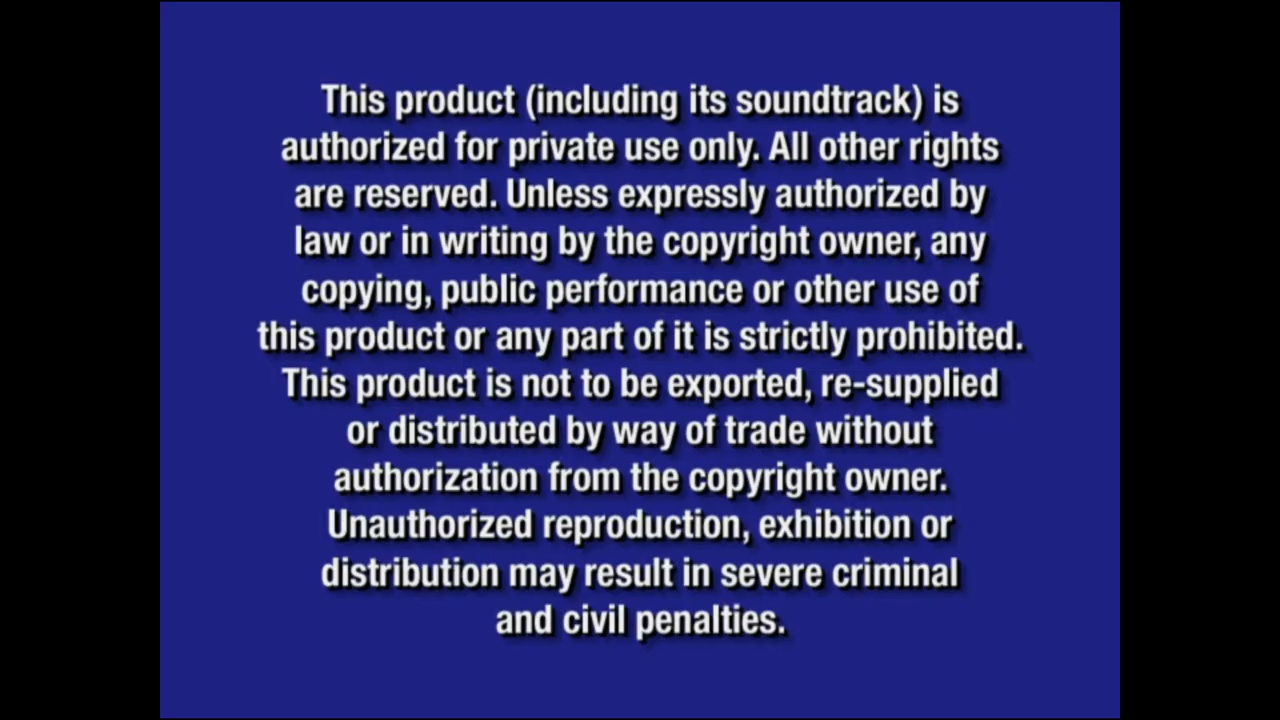 This product (including its soundtrack) is
authorized for private use only. All other rights
are reserved. Unless expressly authorized by
law or in writing by the copyright owner, any
copying, public performance or other use of
this product or any part of it is strictly prohibited.
This product is not to be exported, re-supplied
or distributed by way of trade without
authorization from the copyright owner.
Unauthorized reproduction, exhibition or
distribution may result in severe criminal
and civil penalties.